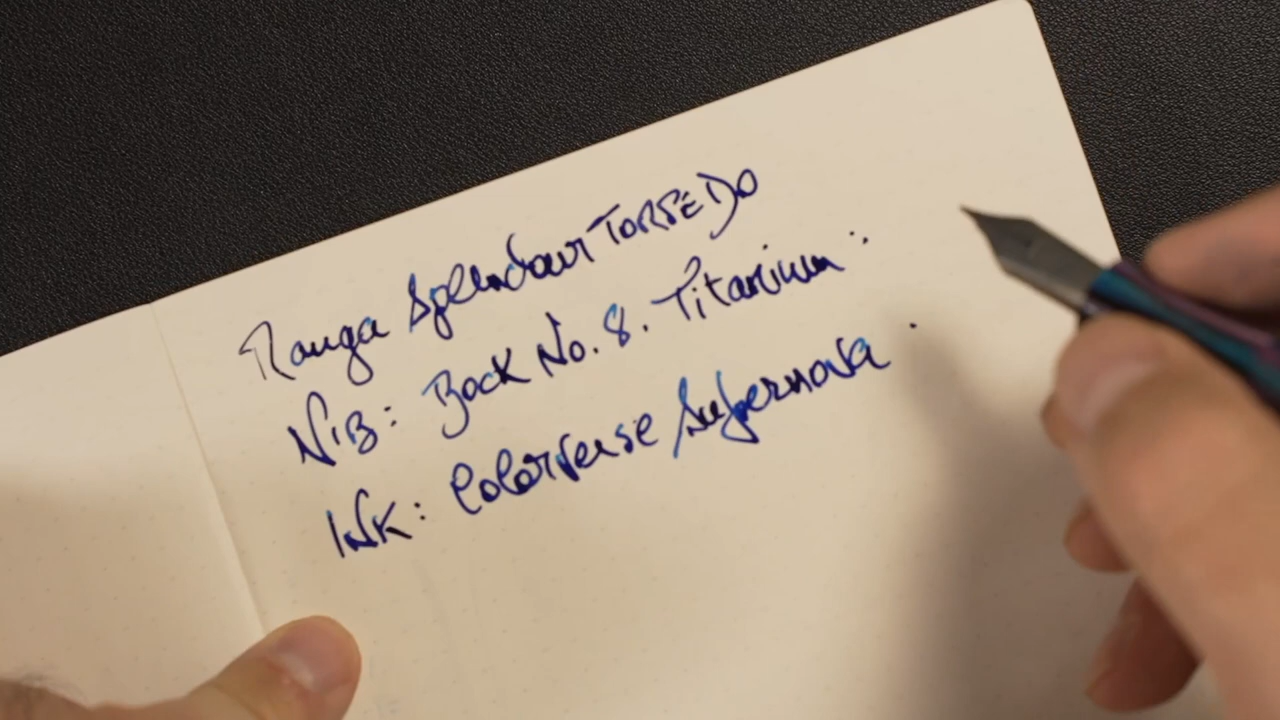 Ranga Splendour TORPEDO
NIB: Bock No. 8. Titanium.
INK: Colorverse Supernova.